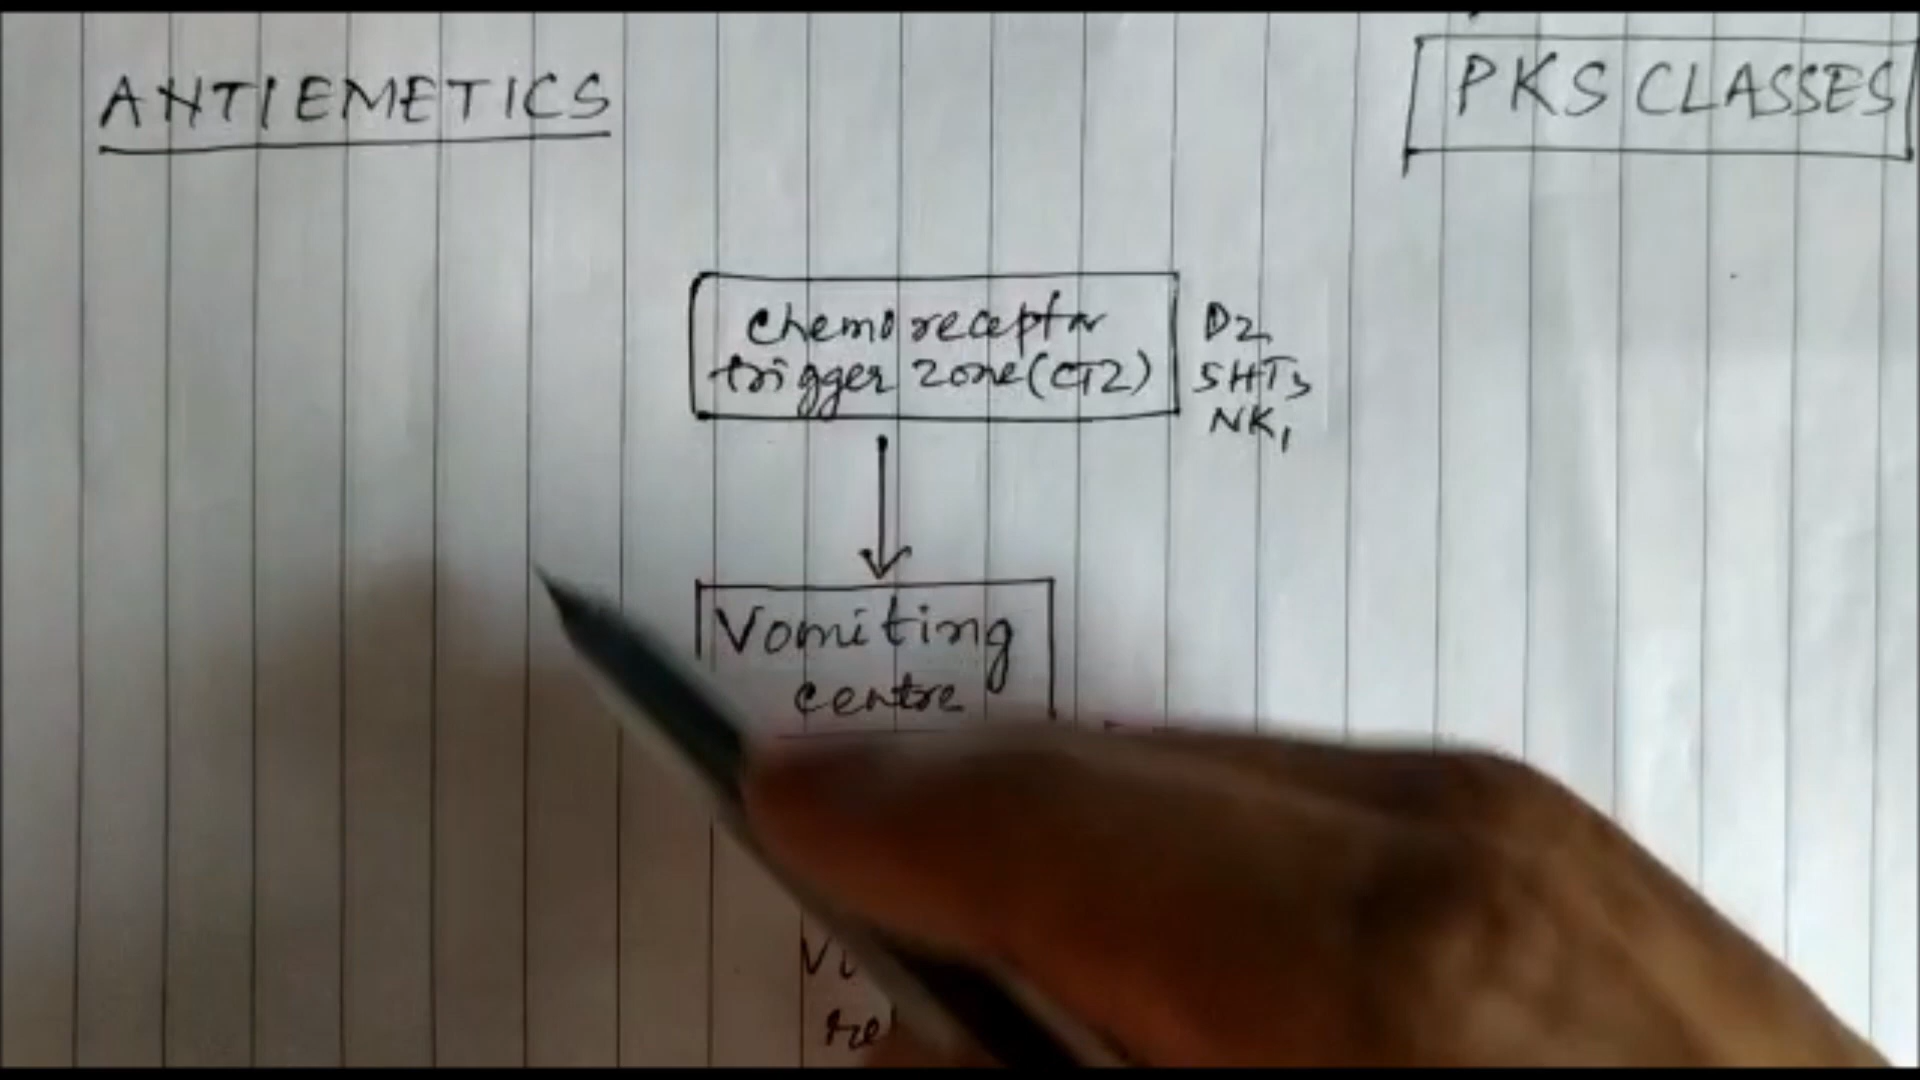 ANTIEMETICS
PKS CLASSES
Chemoreceptor
trigger zone (CTZ)
D2
5HT3
NK1
Vomiting
centre